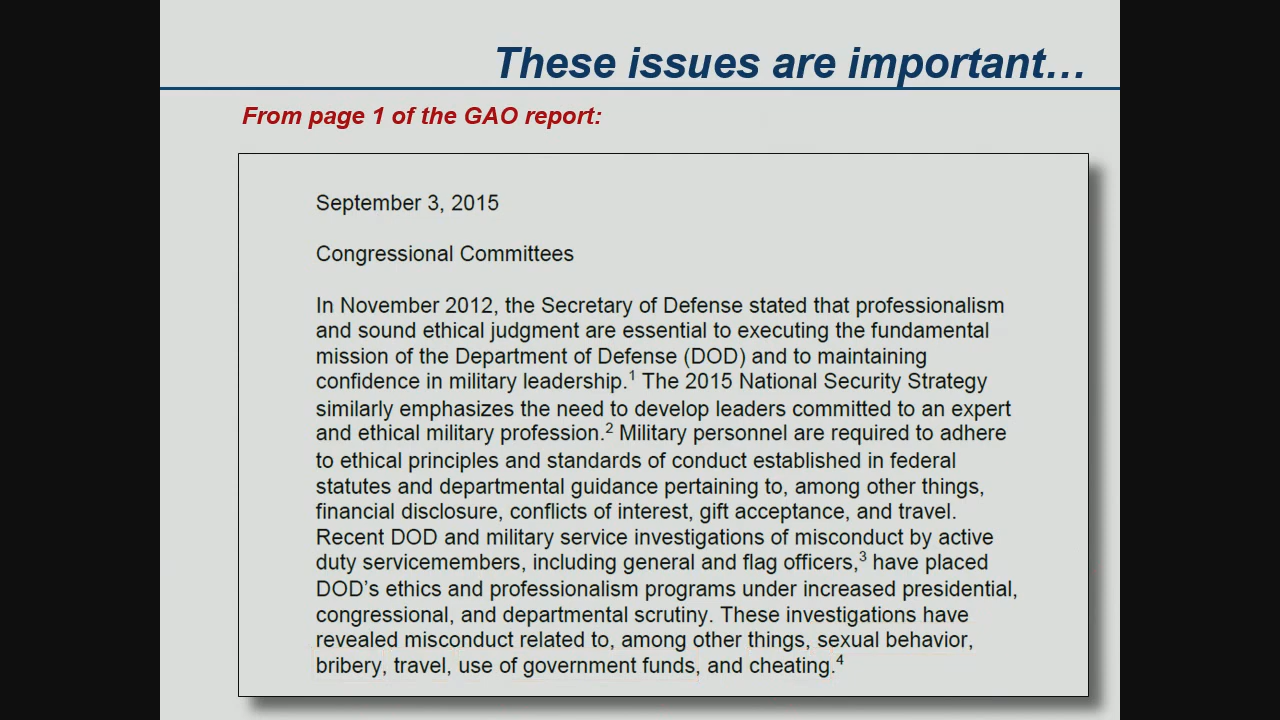 These issues are important…
From page 1 of the GAO report:
September 3, 2015
Congressional Committees
In November 2012, the Secretary of Defense stated that professionalism
and sound ethical judgment are essential to executing the fundamental
mission of the Department of Defense (DOD) and to maintaining
confidence in military leadership.¹ The 2015 National Security Strategy
similarly emphasizes the need to develop leaders committed to an expert
and ethical military profession.² Military personnel are required to adhere
to ethical principles and standards of conduct established in federal
statutes and departmental guidance pertaining to, among other things,
financial disclosure, conflicts of interest, gift acceptance, and travel.
Recent DOD and military service investigations of misconduct by active
duty servicemembers, including general and flag officers,³ have placed
DOD’s ethics and professionalism programs under increased presidential,
congressional, and departmental scrutiny. These investigations have
revealed misconduct related to, among other things, sexual behavior,
bribery, travel, use of government funds, and cheating.⁴